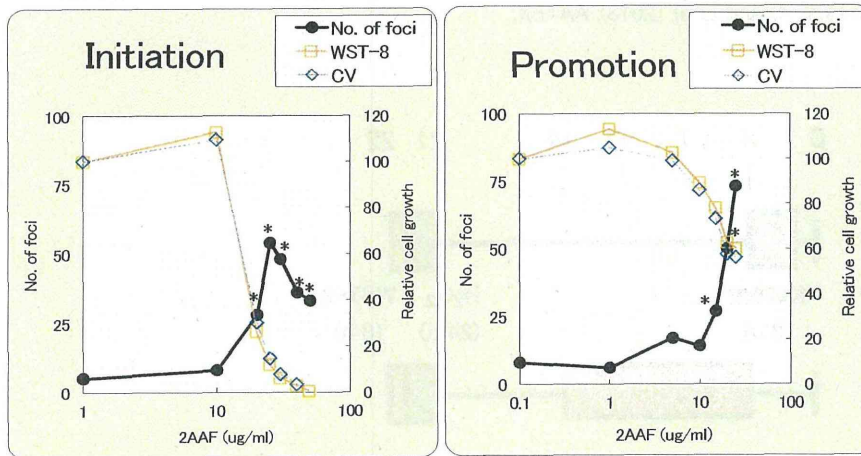 Initiation
No. of foci
WST-8
CV
100
75
50
25
0
No. of foci
120
100
80
60
40
20
0
Relative cell growth
*
*
*
*
*
1
10
100
2AAF (ug/ml)
Promotion
No. of foci
WST-8
CV
100
75
50
25
0
No. of foci
120
100
80
60
40
20
0
Relative cell growth
*
*
*
0.1
1
10
100
2AAF (ug/ml)